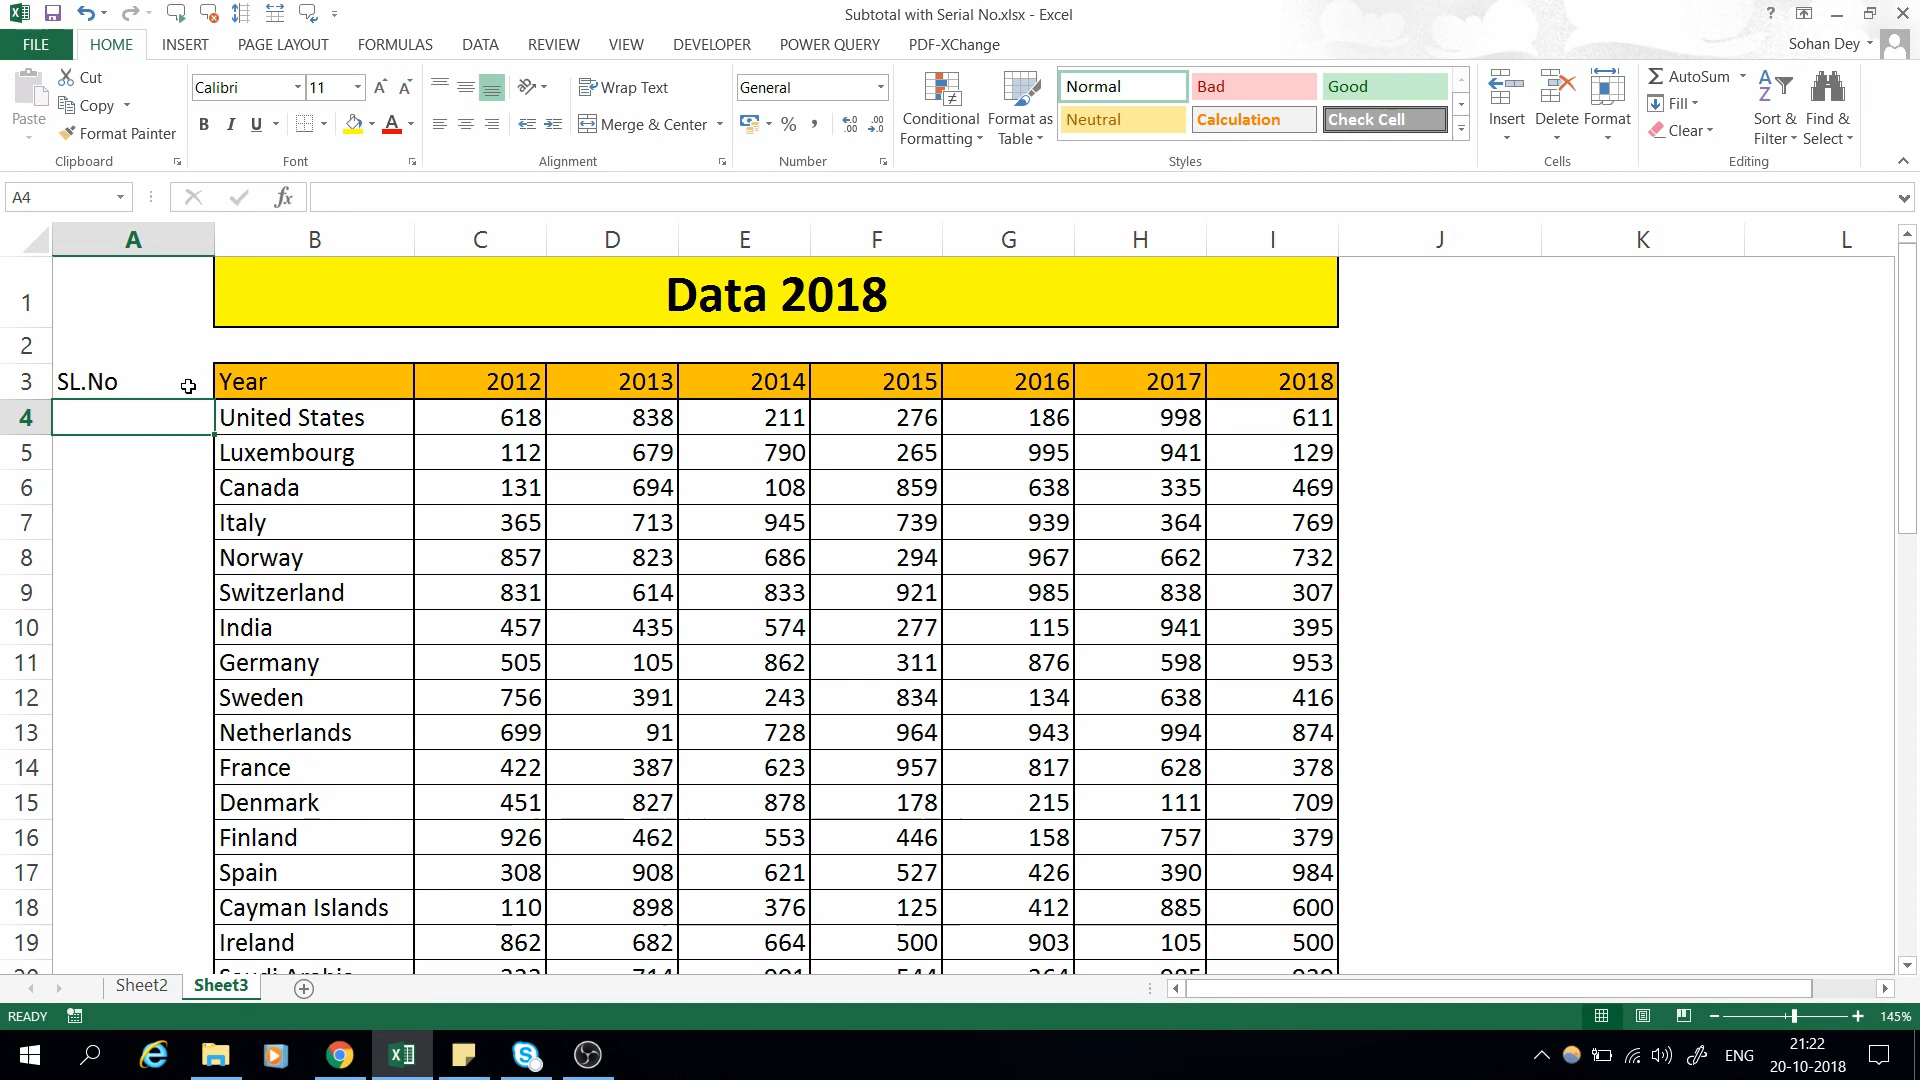 Subtotal with Serial No.xlsx - Excel
FILE HOME INSERT PAGE LAYOUT FORMULAS DATA REVIEW VIEW DEVELOPER POWER QUERY PDF-XChange Sohan Dey
Cut
Copy
Format Painter
Paste
Clipboard
Calibri 11
B I U
Font
Wrap Text
Merge & Center
Alignment
General
%
Number
Conditional Formatting
Format as Table
Normal Bad Good
Neutral Calculation Check Cell
Styles
Insert Delete Format
Cells
AutoSum
Fill
Clear
Sort & Filter
Find & Select
Editing
A4 fx
A B C D E F G H I J K L
1 Data 2018
2
3 SL.No Year 2012 2013 2014 2015 2016 2017 2018
4 United States 618 838 211 276 186 998 611
5 Luxembourg 112 679 790 265 995 941 129
6 Canada 131 694 108 859 638 335 469
7 Italy 365 713 945 739 939 364 769
8 Norway 857 823 686 294 967 662 732
9 Switzerland 831 614 833 921 985 838 307
10 India 457 435 574 277 115 941 395
11 Germany 505 105 862 311 876 598 953
12 Sweden 756 391 243 834 134 638 416
13 Netherlands 699 91 728 964 943 994 874
14 France 422 387 623 957 817 628 378
15 Denmark 451 827 878 178 215 111 709
16 Finland 926 462 553 446 158 757 379
17 Spain 308 908 621 527 426 390 984
18 Cayman Islands 110 898 376 125 412 885 600
19 Ireland 862 682 664 500 903 105 500
Sheet2 Sheet3
READY 145%
ENG 21:22
20-10-2018